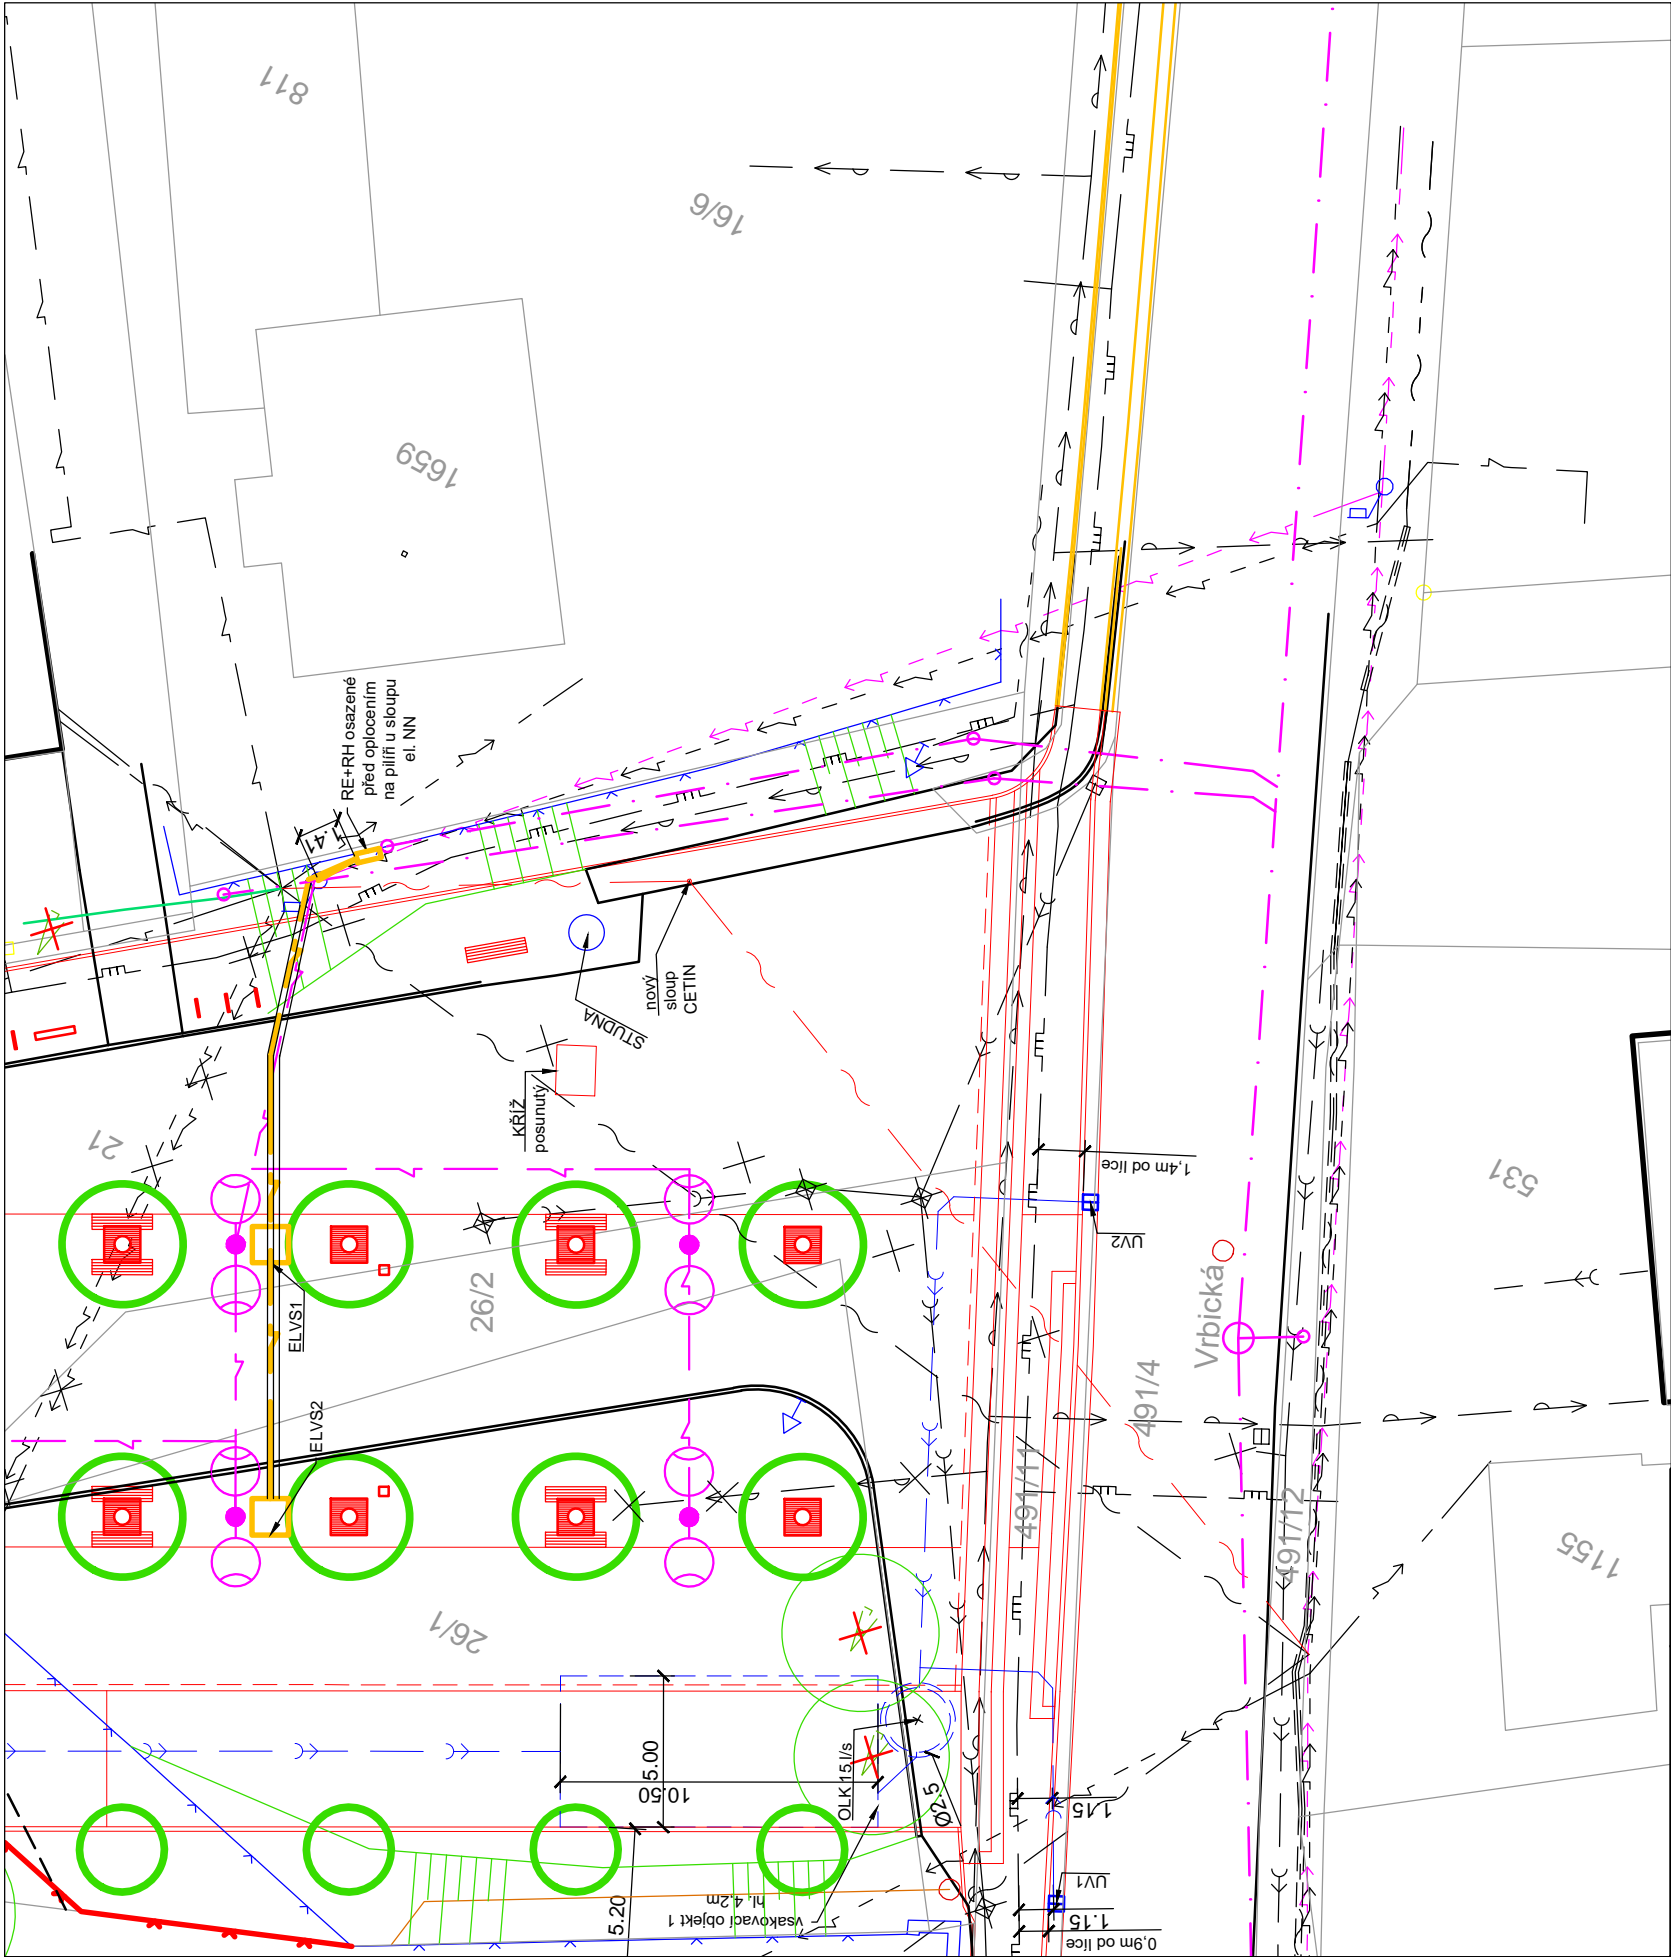 811
16/6
1659
RE+RH osazené
před oplocením
na pilíři u sloupu
el. NN
1.41
STUDNA
nový
sloup
CETIN
KŘÍŽ
posunutý
21
26/2
ELVS1
ELVS2
26/1
1,4m od líce
UV2
Vrbická
491/4
491/11
491/12
531
1155
5.00
10.50
OLK 15 l/s
Ø2.5
1.15
UV1
1.15
0,9m od líce
5.20
vsakovací objekt 1
hl. 4,2m